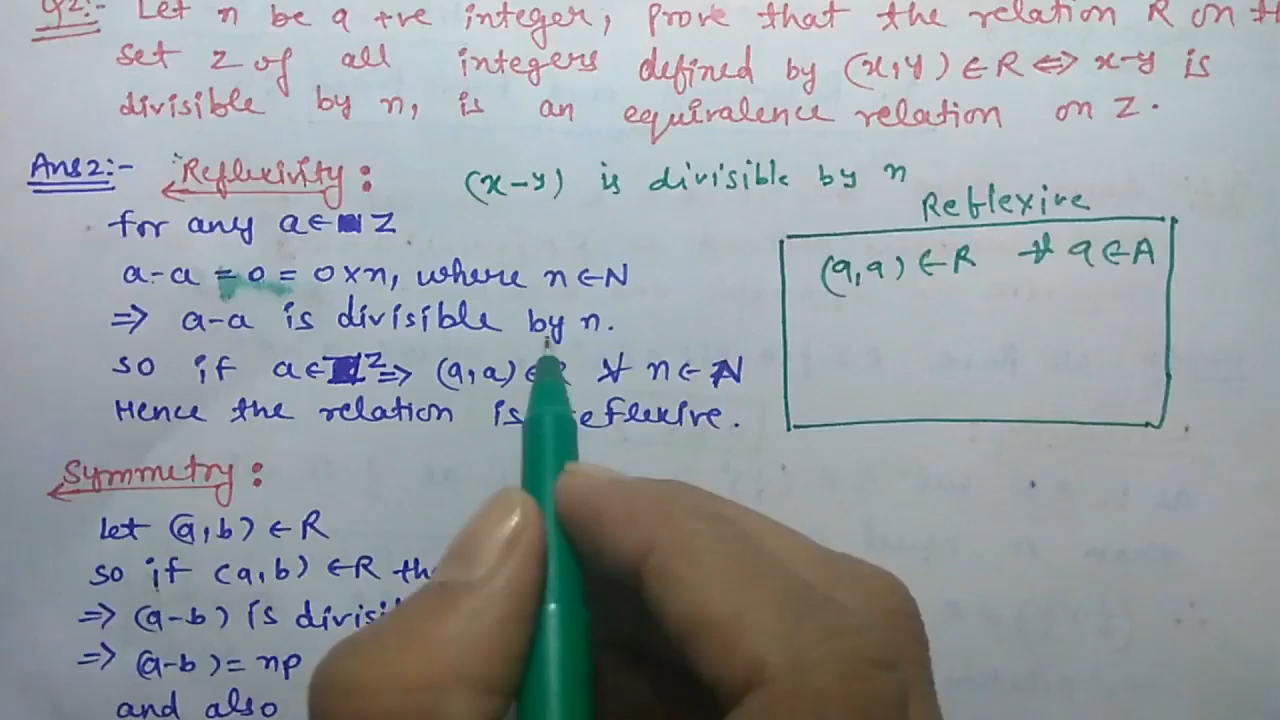 Q2:- Let n be a +ve integer, prove that the relation R on
set Z of all integers defined by (x,y) ∈ R ⇔ x-y is
divisible by n, is an equivalence relation on Z.
Ans2:- Reflexivity:
(x-y) is divisible by n
for any a ∈ Z
a-a = 0 = 0×n, where n ∈ N
⇒ a-a is divisible by n.
so if a ∈ Z ⇒ (a,a) ∈ R ∀ n ∈ N
Hence the relation is reflexive.
Reflexive
(a,a) ∈ R ∀ a ∈ A
Symmetry:
let (a,b) ∈ R
so if (a,b) ∈ R
⇒ (a-b) is
⇒ (a-b) = np
and also